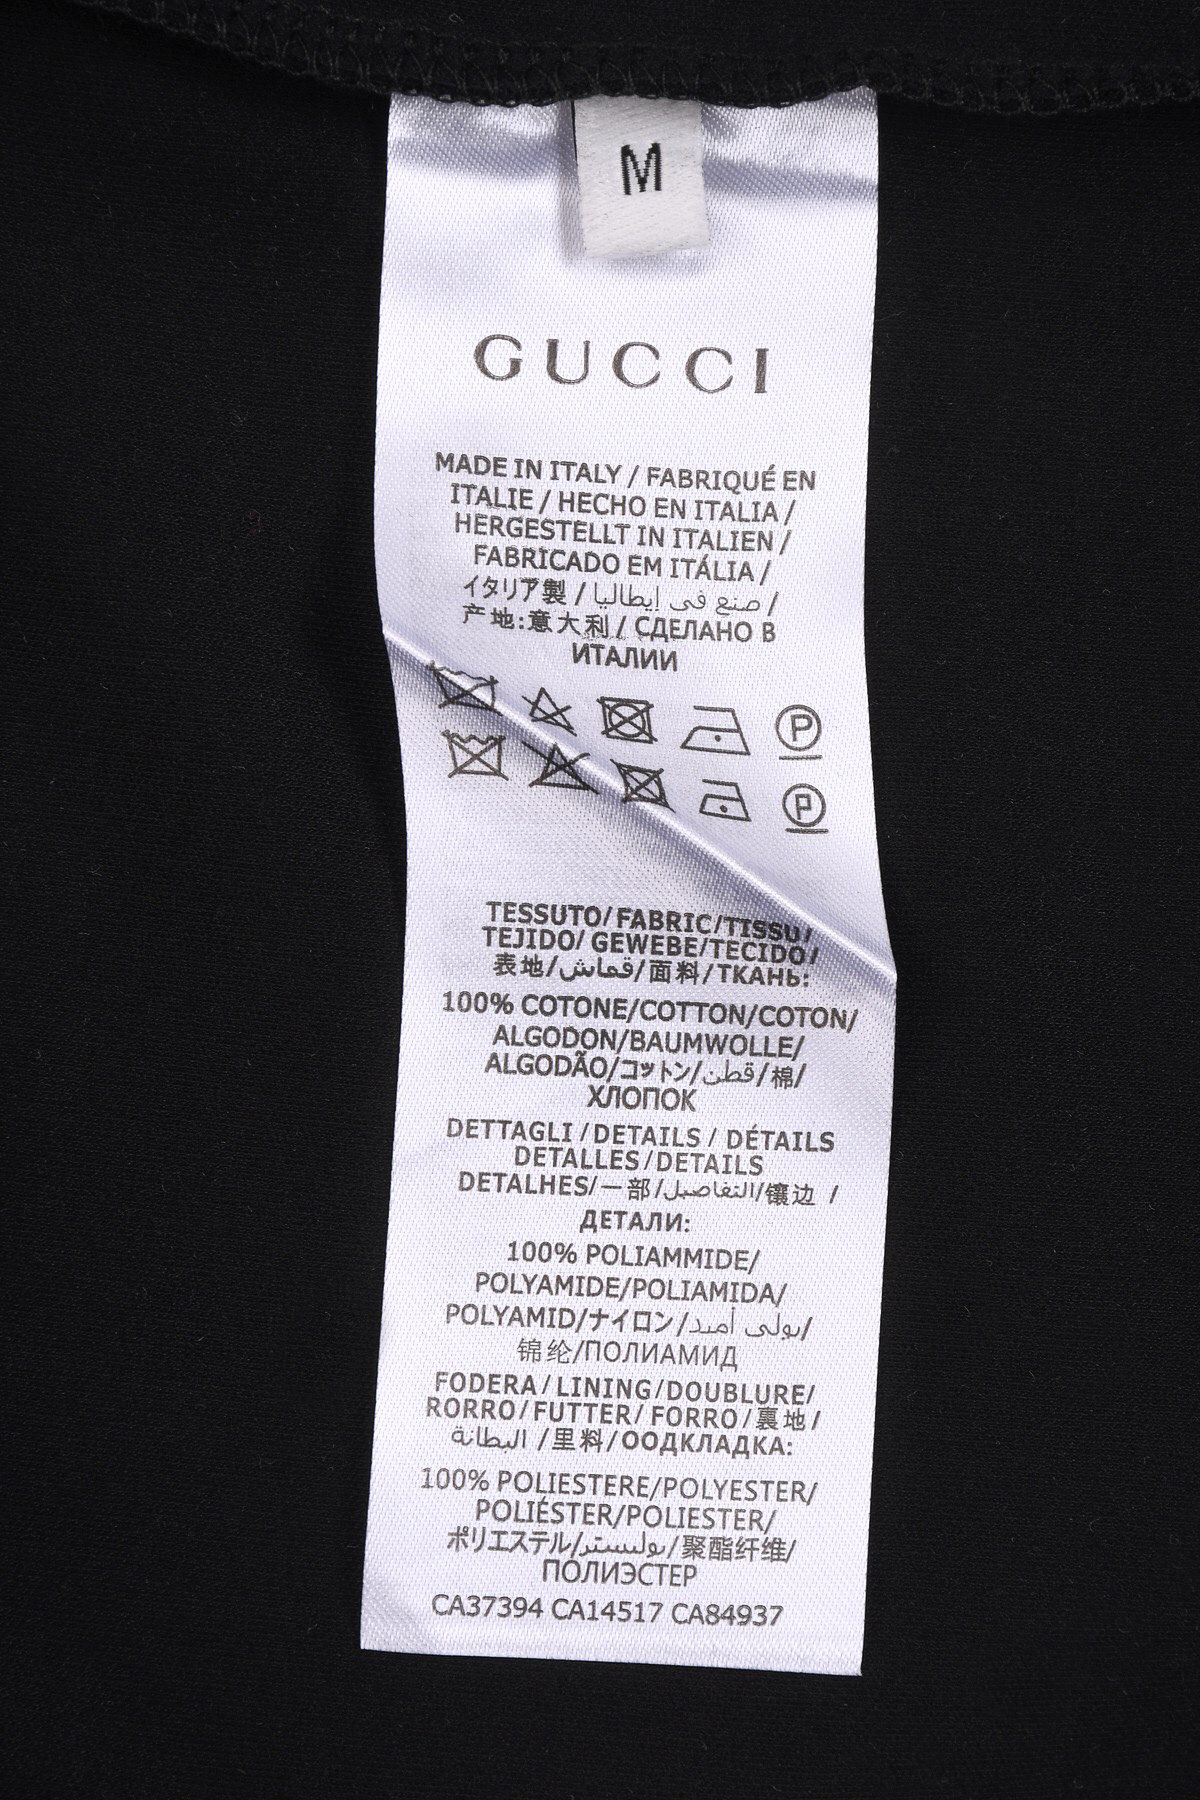 M
GUCCI
MADE IN ITALY / FABRIQUÉ EN
ITALIE / HECHO EN ITALIA /
HERGESTELLT IN ITALIEN /
FABRICADO EM ITÁLIA /
イタリア製 / صنع في إيطاليا /
产地:意大利 / СДЕЛАНО В
ИТАЛИИ
P
P
TESSUTO/FABRIC/TISSU/
TEJIDO/ GEWEBE/TECIDO/
表地/قماش/面料/ТКАНЬ:
100% COTONE/COTTON/COTON/
ALGODON/BAUMWOLLE/
ALGODÃO/コットン/قطن/棉/
ХЛОПОК
DETTAGLI /DETAILS / DÉTAILS
DETALLES/DETAILS
DETALHES/一部/التفاصيل/镶边 /
ДЕТАЛИ:
100% POLIAMMIDE/
POLYAMIDE/POLIAMIDA/
POLYAMID/ナイロン/بولي أميد/
锦纶/ПОЛИАМИД
FODERA/LINING/DOUBLURE/
RORRO/FUTTER/ FORRO/裏地/
البطانة /里料/ООДКЛАДКА:
100% POLIESTERE/POLYESTER/
POLIÉSTER/POLIESTER/
ポリエステル/بوليستر/聚酯纤维/
ПОЛИЭСТЕР
CA37394 CA14517 CA84937